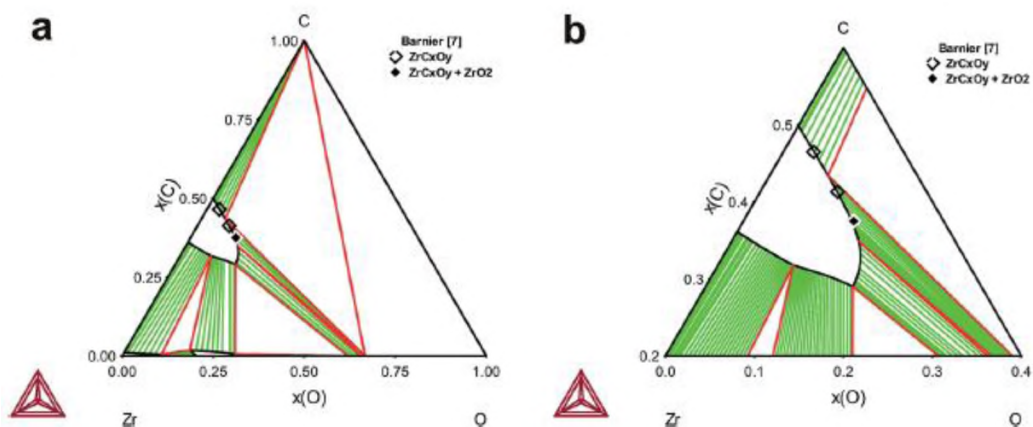 a
C
1.00
Barnier [7]
ZrCxOy
ZrCxOy + ZrO2
0.75
x(C)
0.50
0.25
0.00
0.00
0.25
0.50
0.75
1.00
x(O)
Zr
O
b
C
Barnier [7]
ZrCxOy
ZrCxOy + ZrO2
0.5
x(C)
0.4
0.3
0.2
0.0
0.1
0.2
0.3
0.4
x(O)
Zr
O